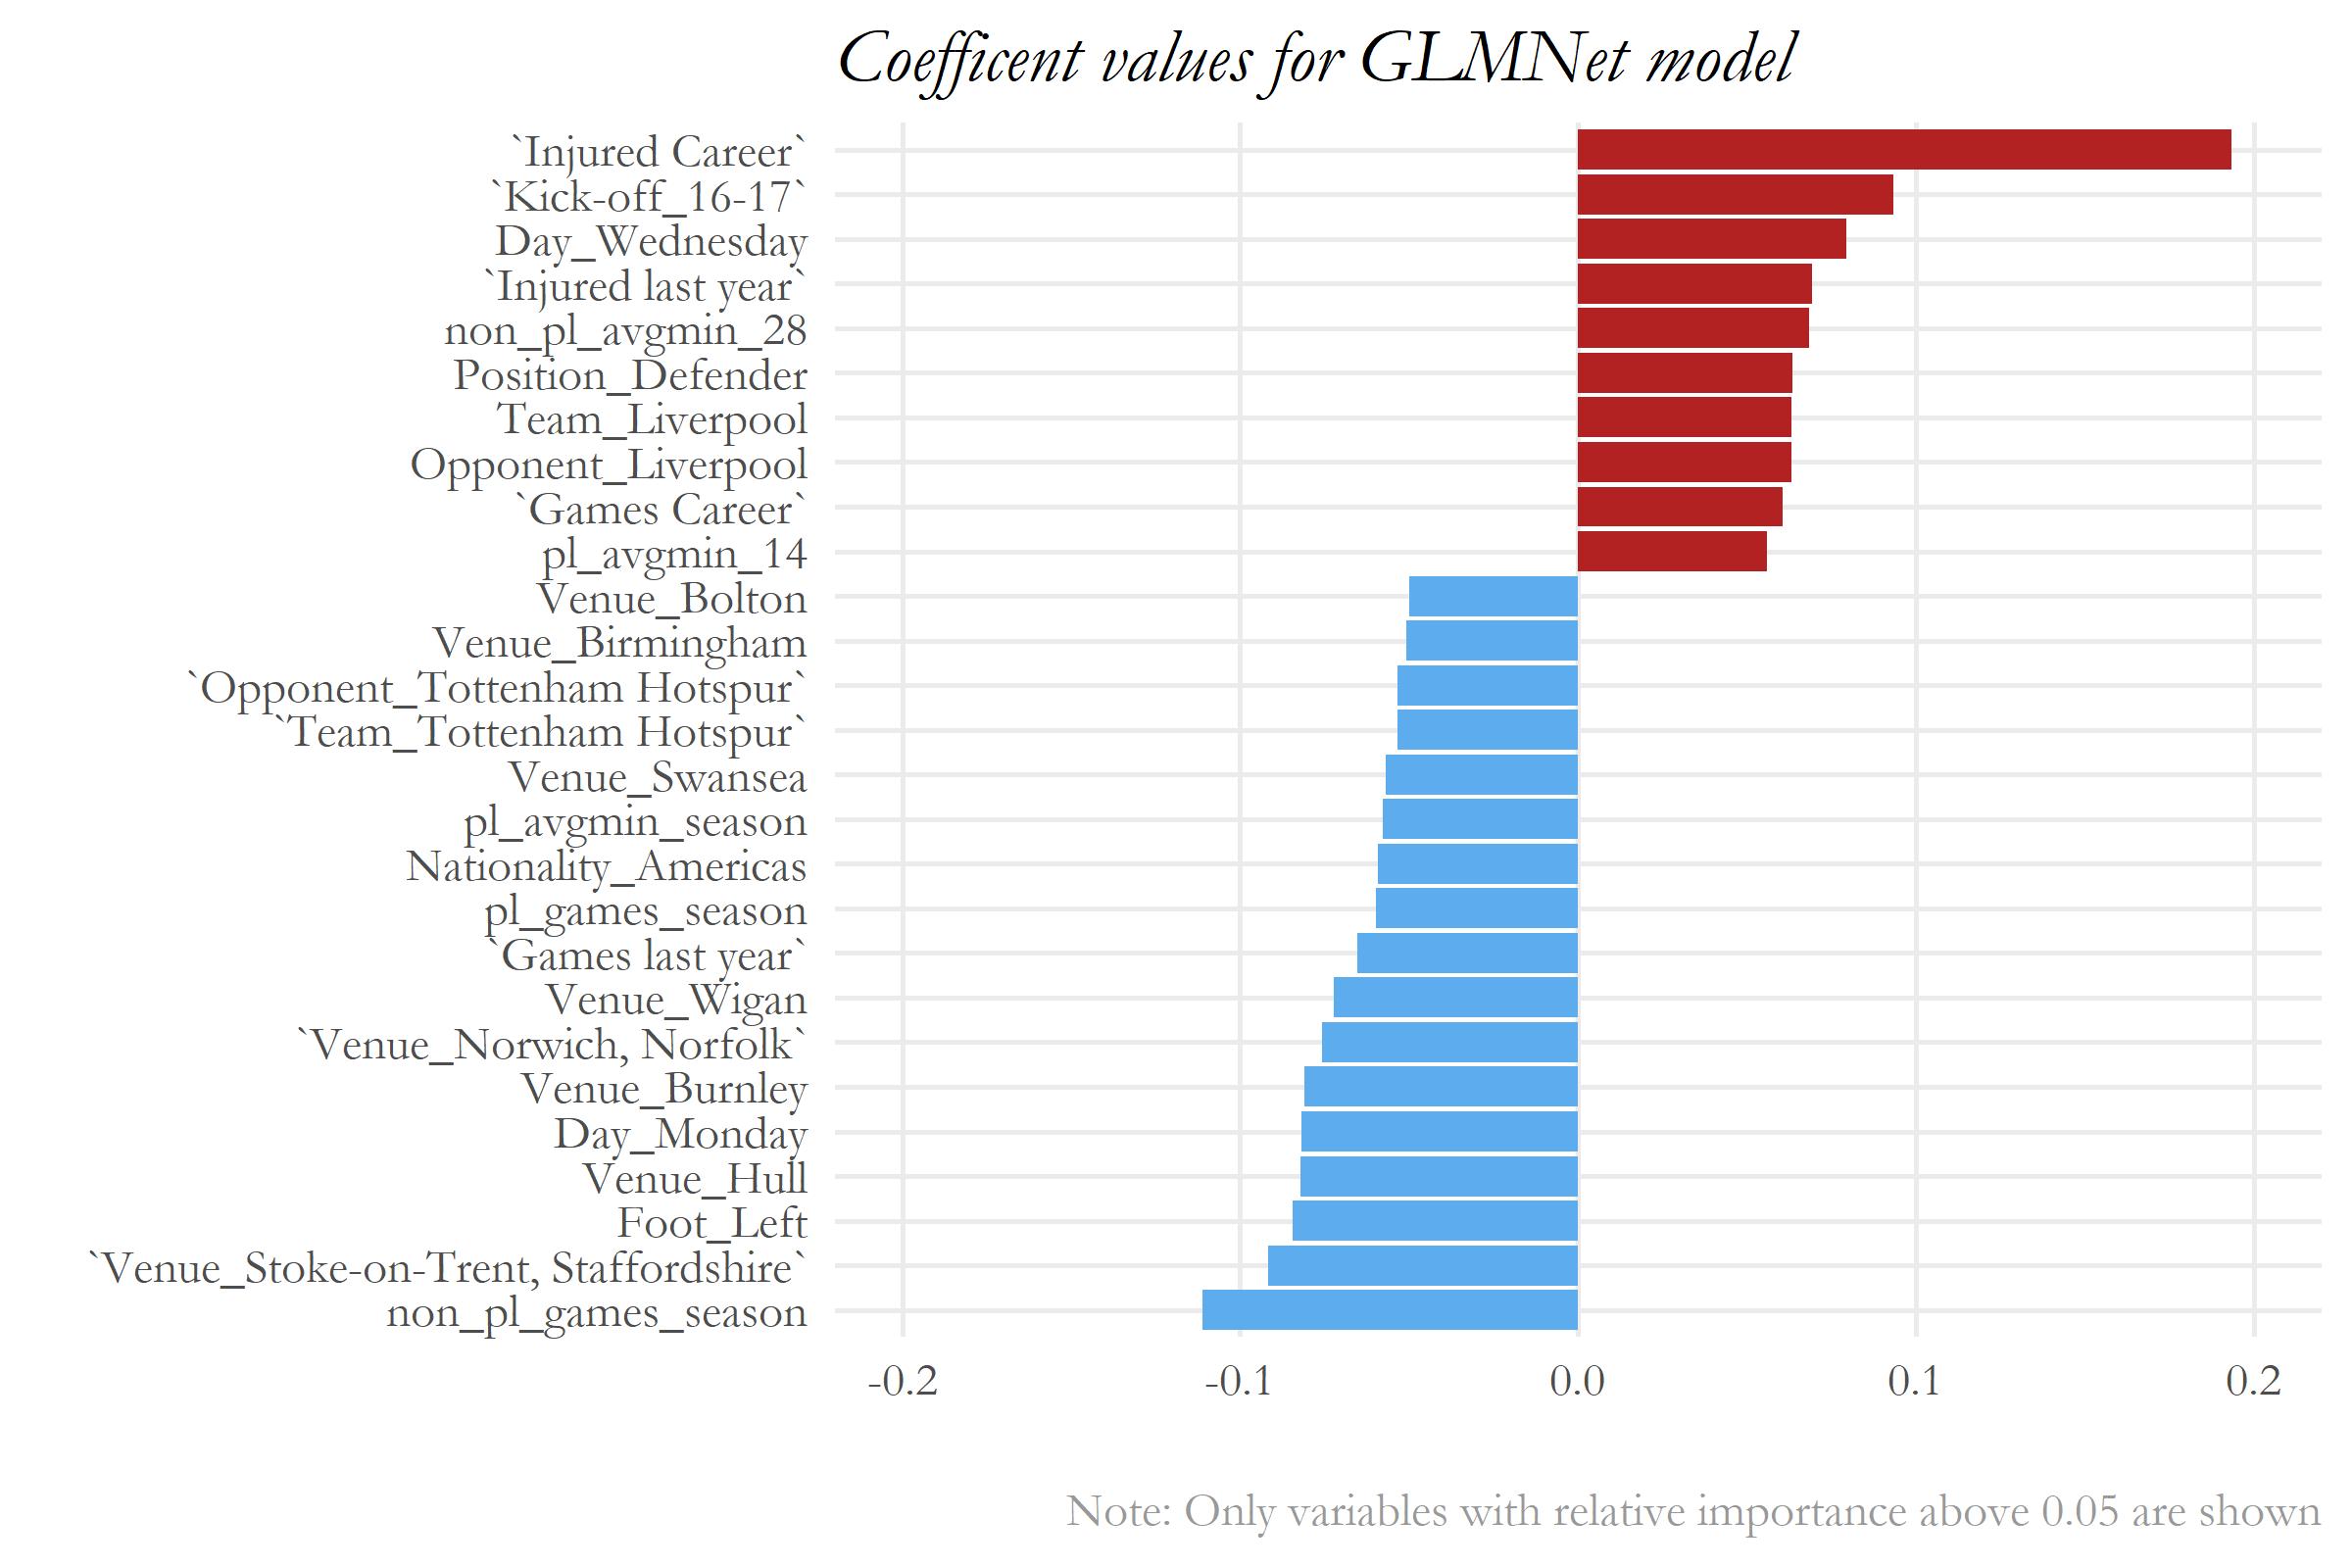 Coefficent values for GLMNet model
`Injured Career`
`Kick-off_16-17`
Day_Wednesday
`Injured last year`
non_pl_avgmin_28
Position_Defender
Team_Liverpool
Opponent_Liverpool
`Games Career`
pl_avgmin_14
Venue_Bolton
Venue_Birmingham
`Opponent_Tottenham Hotspur`
`Team_Tottenham Hotspur`
Venue_Swansea
pl_avgmin_season
Nationality_Americas
pl_games_season
`Games last year`
Venue_Wigan
`Venue_Norwich, Norfolk`
Venue_Burnley
Day_Monday
Venue_Hull
Foot_Left
`Venue_Stoke-on-Trent, Staffordshire`
non_pl_games_season
-0.2 -0.1 0.0 0.1 0.2
Note: Only variables with relative importance above 0.05 are shown